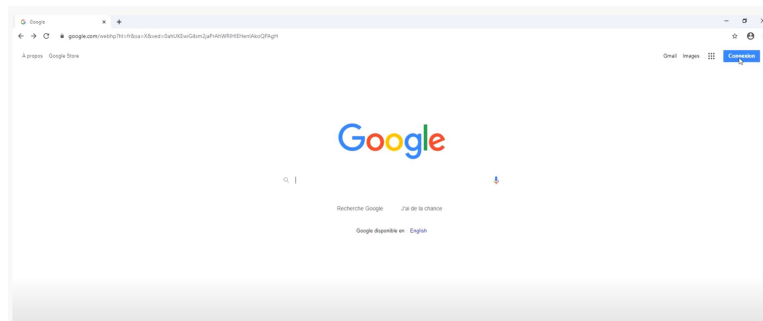 Google
google.com/webhp?hl=fr&sa=X&ved=0ahUKEwiG4om2jaPrAhWRlHIEHenVAkoQPAgH
À propos Google Store
Gmail Images
Connexion
Google
Recherche Google J'ai de la chance
Google disponible en English